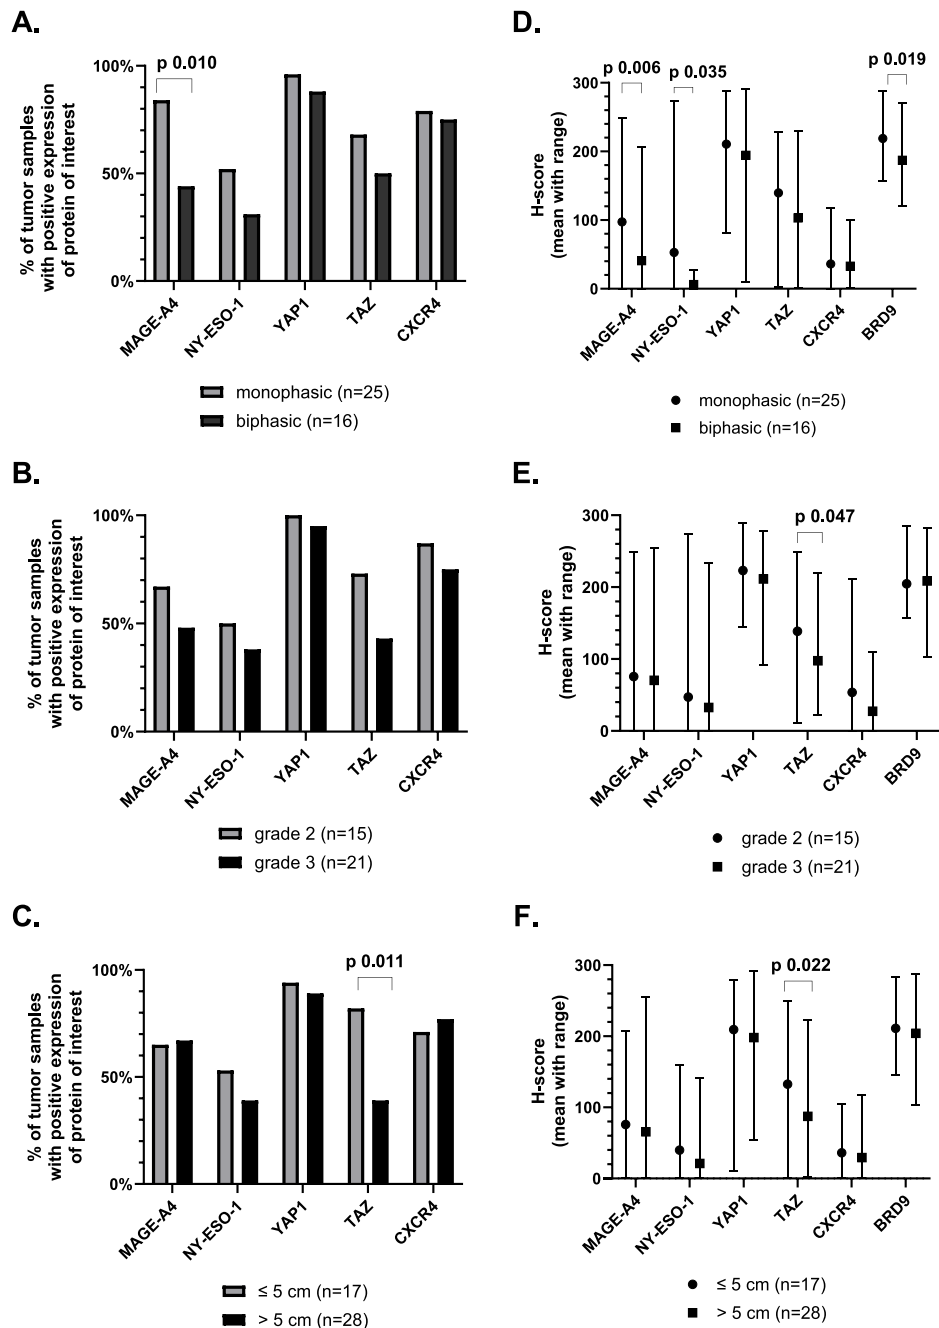 A.
% of tumor samples
with positive expression
of protein of interest
100%
50%
0%
p 0.010
MAGE-A4
NY-ESO-1
YAP1
TAZ
CXCR4
monophasic (n=25)
biphasic (n=16)
D.
H-score
(mean with range)
300
200
100
0
p 0.006
p 0.035
p 0.019
MAGE-A4
NY-ESO-1
YAP1
TAZ
CXCR4
BRD9
monophasic (n=25)
biphasic (n=16)
B.
% of tumor samples
with positive expression
of protein of interest
100%
50%
0%
MAGE-A4
NY-ESO-1
YAP1
TAZ
CXCR4
grade 2 (n=15)
grade 3 (n=21)
E.
H-score
(mean with range)
300
200
100
0
p 0.047
MAGE-A4
NY-ESO-1
YAP1
TAZ
CXCR4
BRD9
grade 2 (n=15)
grade 3 (n=21)
C.
% of tumor samples
with positive expression
of protein of interest
100%
50%
0%
p 0.011
MAGE-A4
NY-ESO-1
YAP1
TAZ
CXCR4
≤ 5 cm (n=17)
> 5 cm (n=28)
F.
H-score
(mean with range)
300
200
100
0
p 0.022
MAGE-A4
NY-ESO-1
YAP1
TAZ
CXCR4
BRD9
≤ 5 cm (n=17)
> 5 cm (n=28)